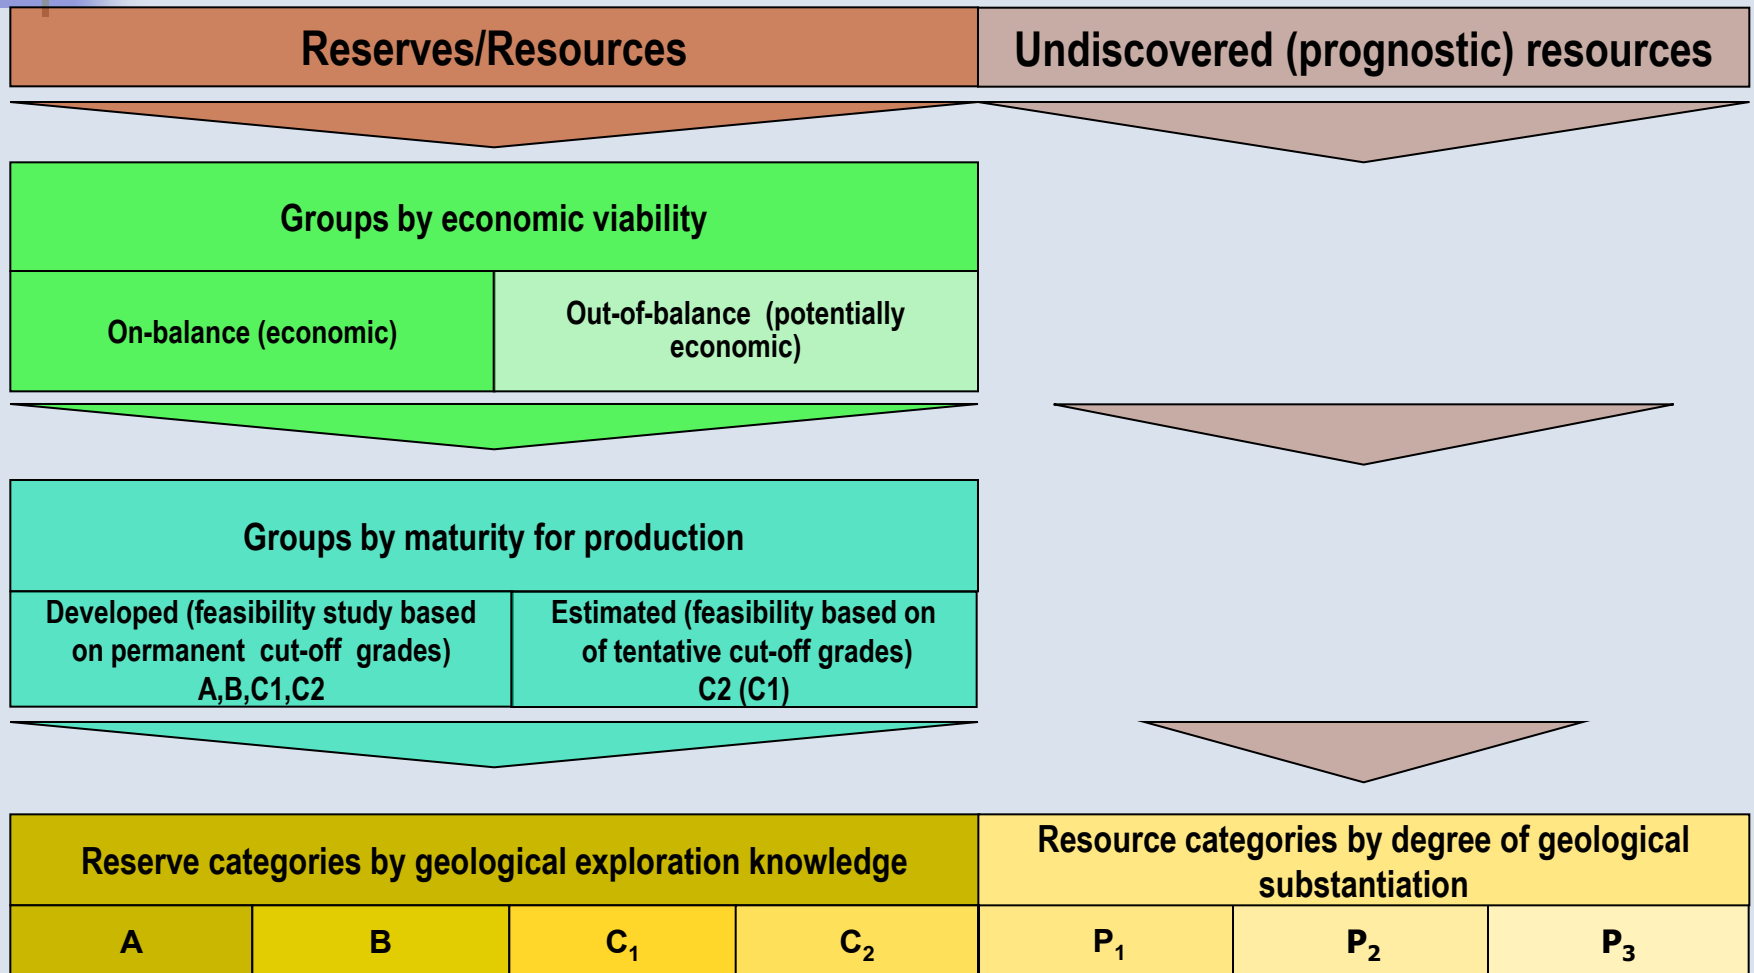 Reserves/Resources
Undiscovered (prognostic) resources
Groups by economic viability
On-balance (economic)
Out-of-balance (potentially
economic)
Groups by maturity for production
Developed (feasibility study based
on permanent cut-off grades)
A,B,C1,C2
Estimated (feasibility based on
of tentative cut-off grades)
C2 (C1)
Reserve categories by geological exploration knowledge
Resource categories by degree of geological
substantiation
A
B
C₁
C₂
P₁
P₂
P₃